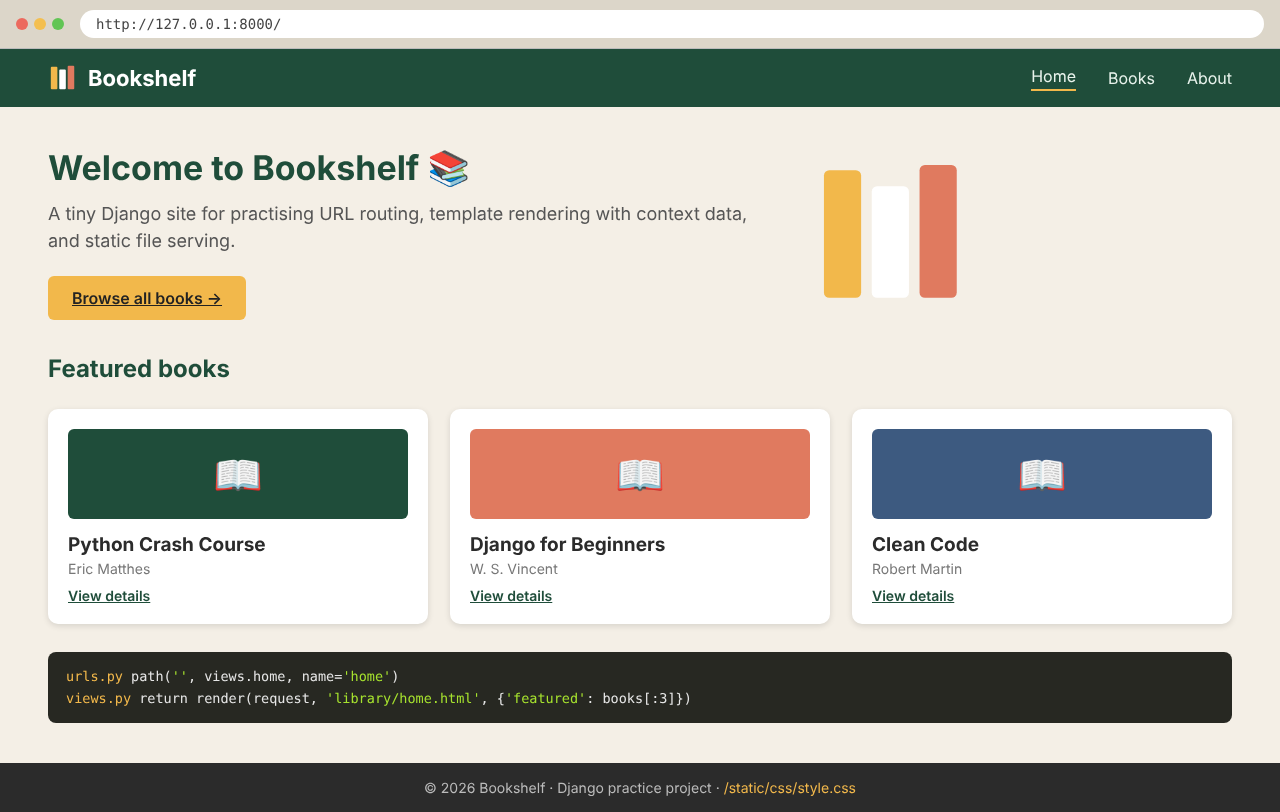 http://127.0.0.1:8000/
Bookshelf
Home Books About
Welcome to Bookshelf 📚
A tiny Django site for practising URL routing, template rendering with context data,
and static file serving.
Browse all books →
Featured books
Python Crash Course
Eric Matthes
View details
Django for Beginners
W. S. Vincent
View details
Clean Code
Robert Martin
View details
urls.py path('', views.home, name='home')
views.py return render(request, 'library/home.html', {'featured': books[:3]})
© 2026 Bookshelf · Django practice project · /static/css/style.css